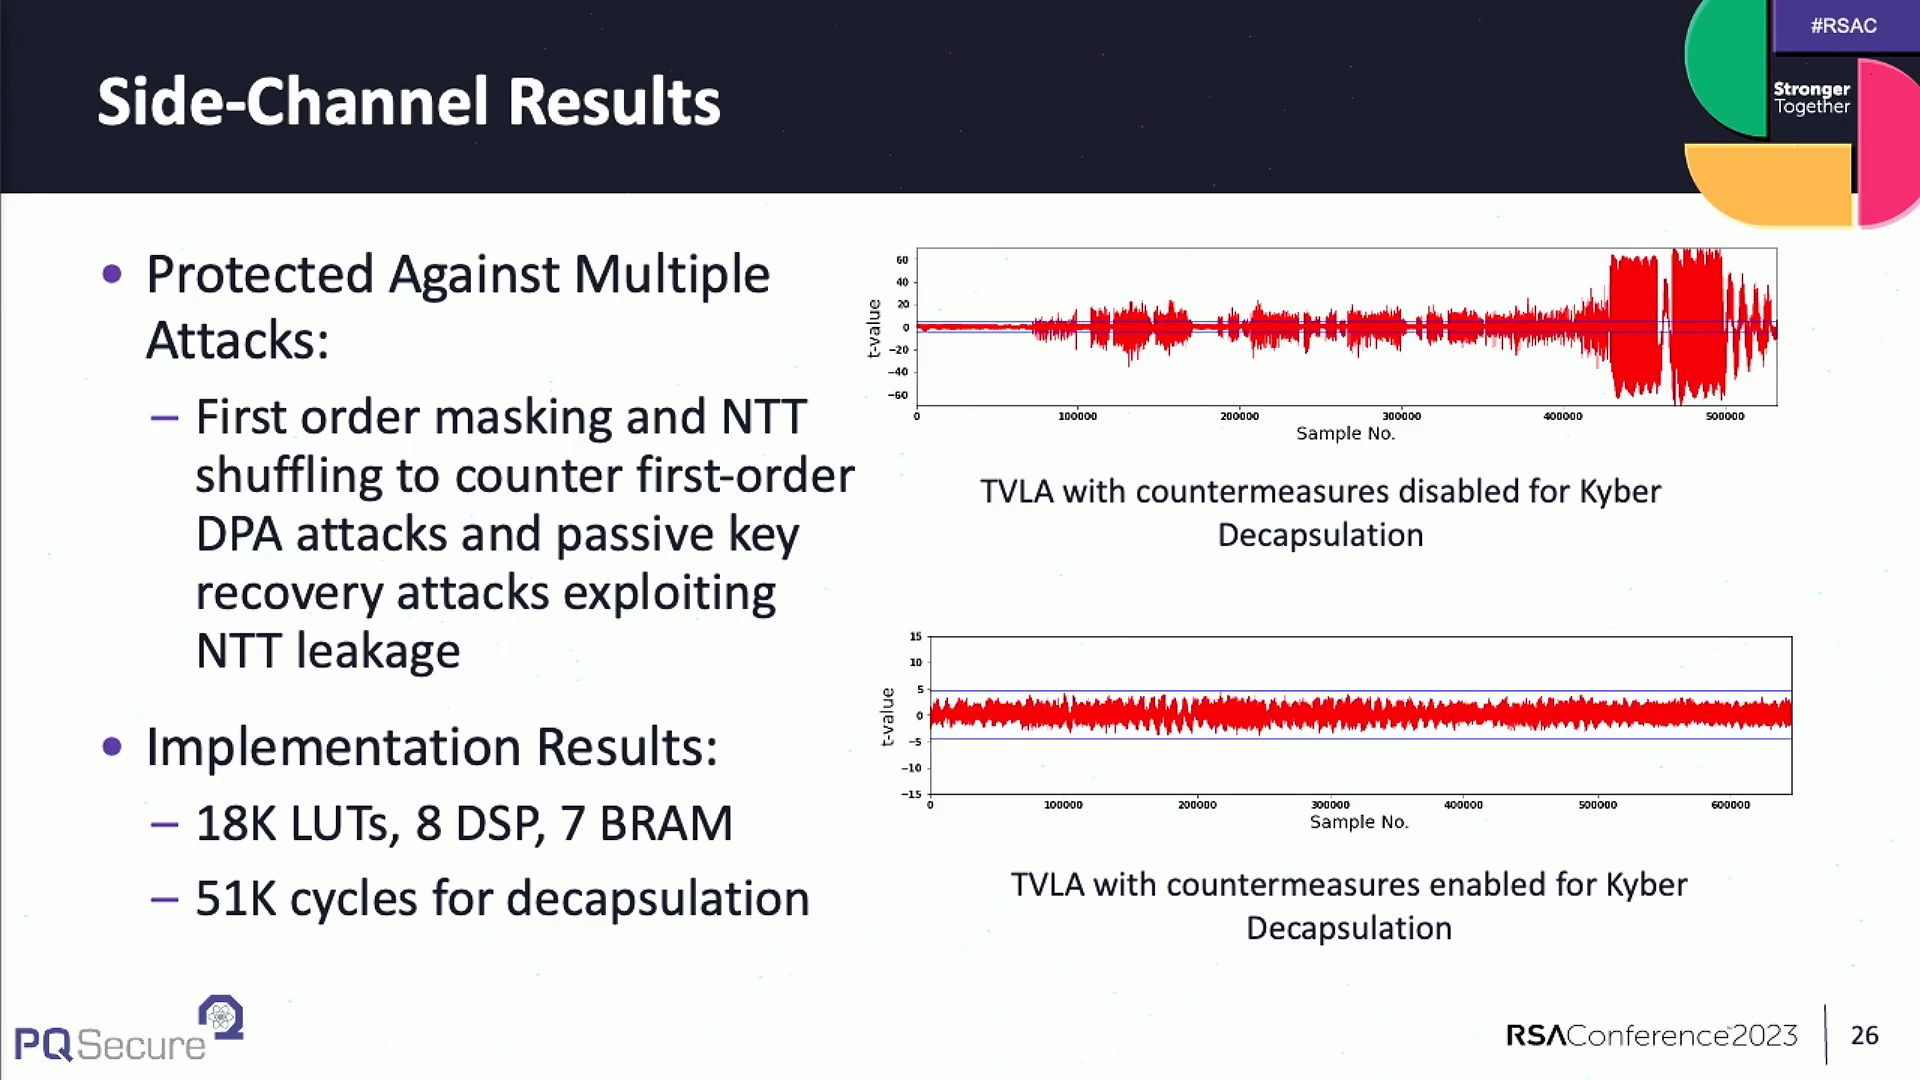 #RSAC
Stronger
Together
Side-Channel Results
• Protected Against Multiple
Attacks:
– First order masking and NTT
shuffling to counter first-order
DPA attacks and passive key
recovery attacks exploiting
NTT leakage
• Implementation Results:
– 18K LUTs, 8 DSP, 7 BRAM
– 51K cycles for decapsulation
t-value
60
40
20
0
−20
−40
−60
0 100000 200000 300000 400000 500000
Sample No.
TVLA with countermeasures disabled for Kyber
Decapsulation
t-value
15
10
5
0
−5
−10
−15
0 100000 200000 300000 400000 500000 600000
Sample No.
TVLA with countermeasures enabled for Kyber
Decapsulation
PQSecure
RSAConference2023
26